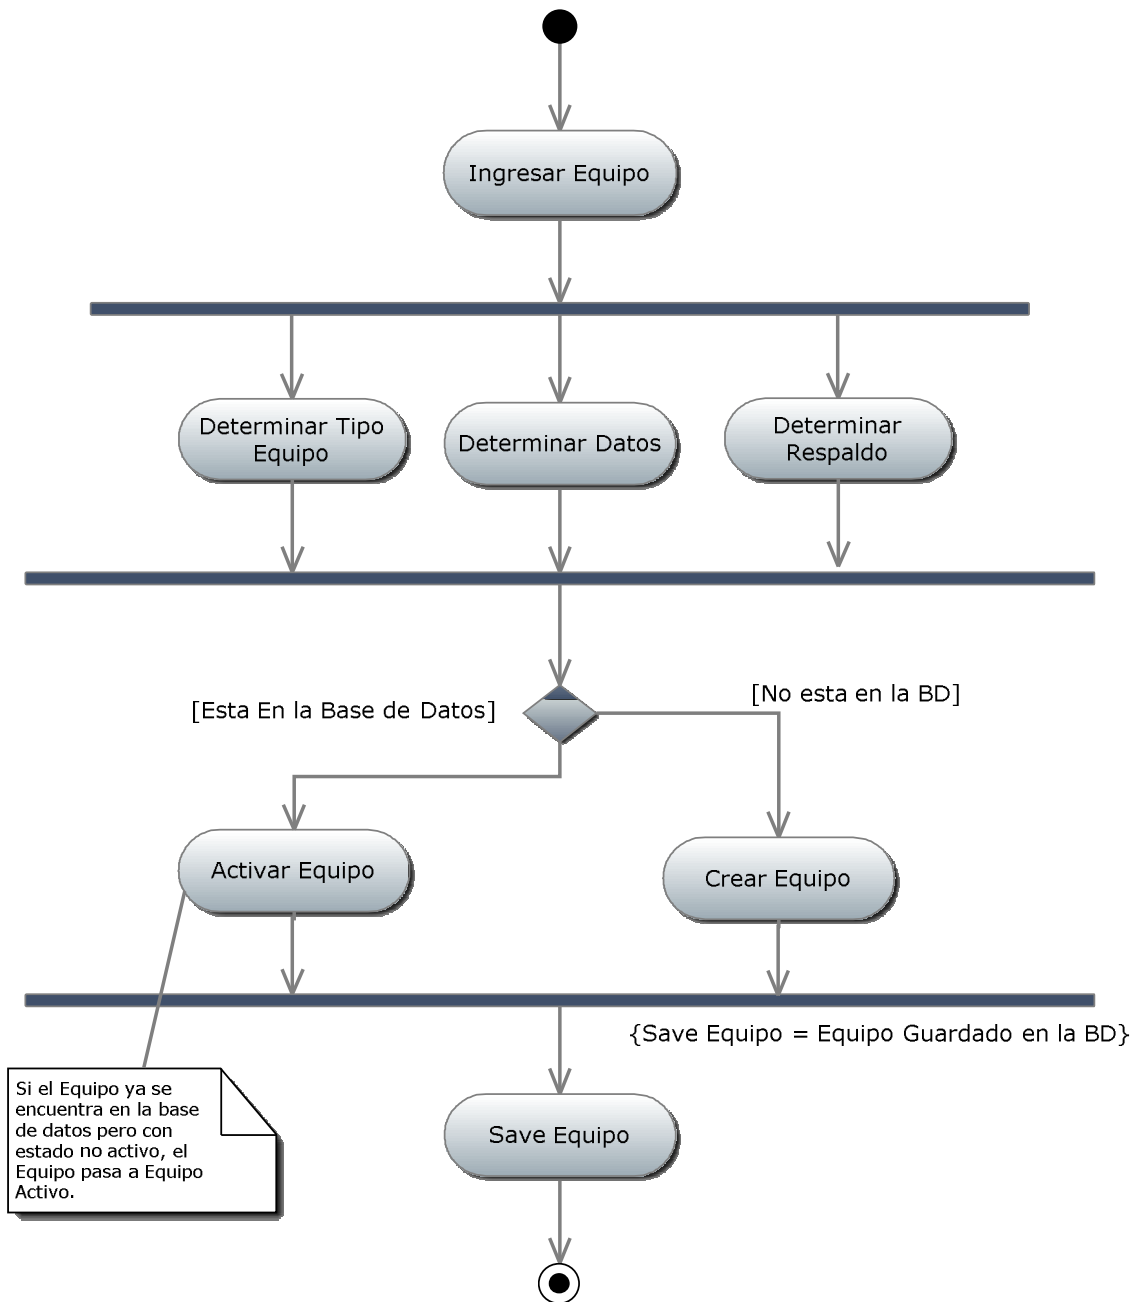 Ingresar Equipo
Determinar Tipo
Equipo
Determinar Datos
Determinar
Respaldo
[Esta En la Base de Datos]
[No esta en la BD]
Activar Equipo
Crear Equipo
{Save Equipo = Equipo Guardado en la BD}
Si el Equipo ya se
encuentra en la base
de datos pero con
estado no activo, el
Equipo pasa a Equipo
Activo.
Save Equipo